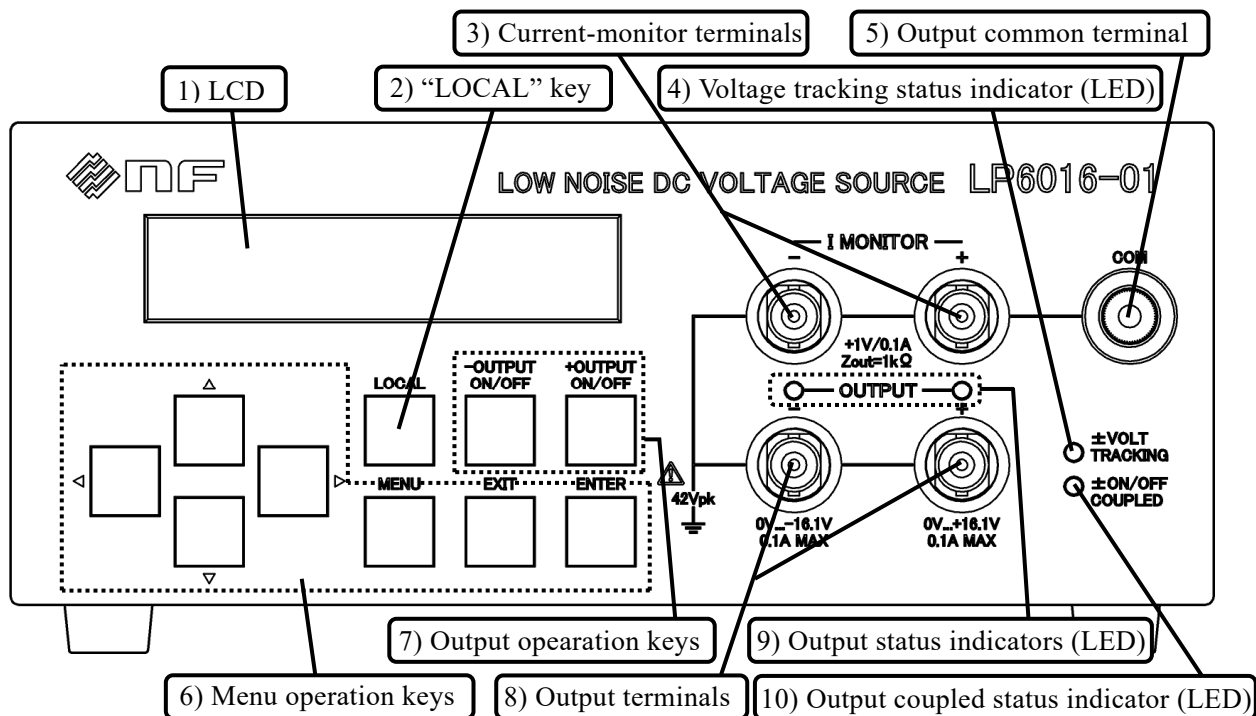 3) Current-monitor terminals
5) Output common terminal
1) LCD
2) “LOCAL” key
4) Voltage tracking status indicator (LED)
NF
LOW NOISE DC VOLTAGE SOURCE LP6016-01
I MONITOR
- +
COM
+1V/0.1A
Zout=1kΩ
-OUTPUT
ON/OFF
+OUTPUT
ON/OFF
LOCAL
OUTPUT
- +
±VOLT
TRACKING
±ON/OFF
COUPLED
MENU
EXIT
ENTER
42Vpk
0V...-16.1V
0.1A MAX
0V...+16.1V
0.1A MAX
7) Output opearation keys
9) Output status indicators (LED)
6) Menu operation keys
8) Output terminals
10) Output coupled status indicator (LED)